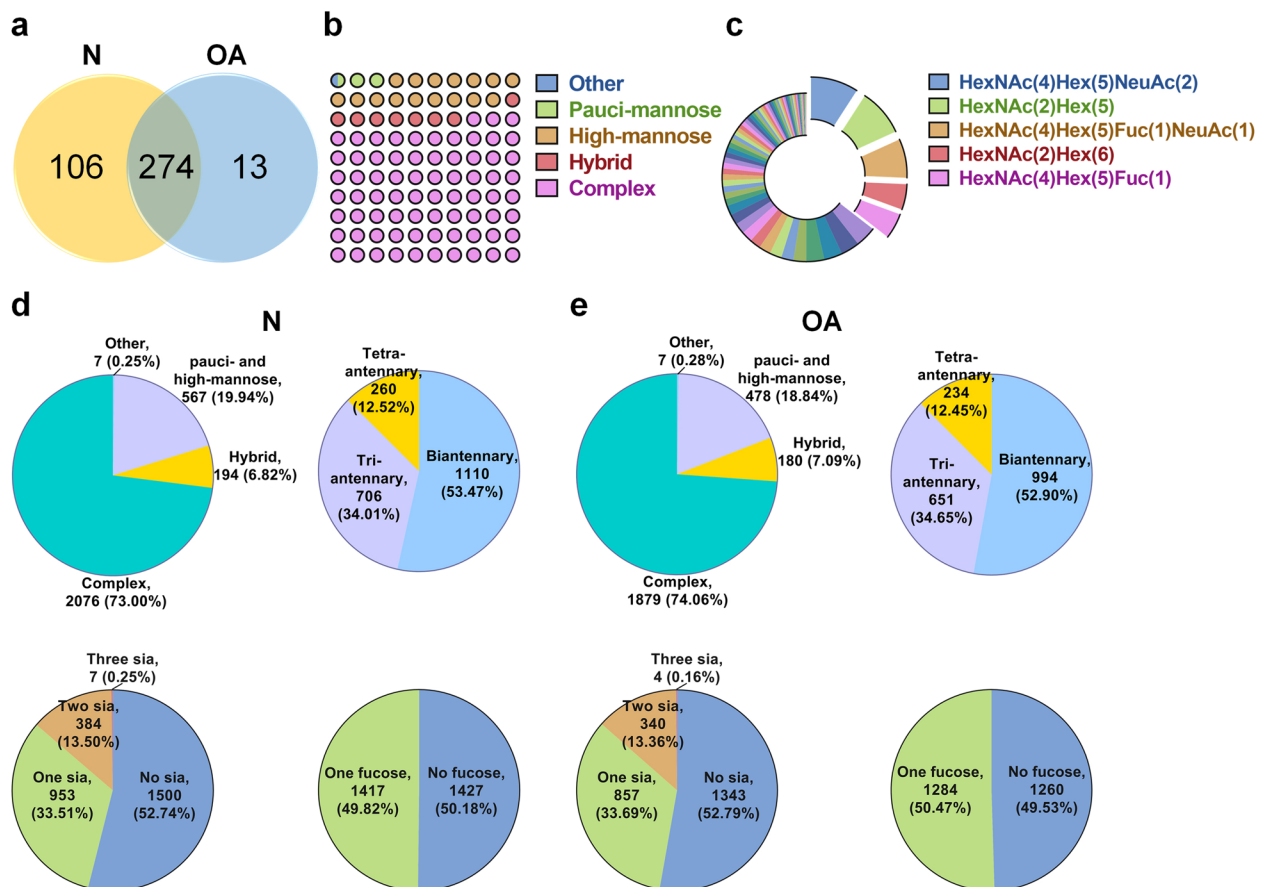 a
N
OA
106
274
13
b
Other
Pauci-mannose
High-mannose
Hybrid
Complex
c
HexNAc(4)Hex(5)NeuAc(2)
HexNAc(2)Hex(5)
HexNAc(4)Hex(5)Fuc(1)NeuAc(1)
HexNAc(2)Hex(6)
HexNAc(4)Hex(5)Fuc(1)
d
N
Other,
7 (0.25%)
pauci- and
high-mannose,
567 (19.94%)
Hybrid,
194 (6.82%)
Complex,
2076 (73.00%)
Tetra-
antennary,
260
(12.52%)
Tri-
antennary,
706
(34.01%)
Biantennary,
1110
(53.47%)
Three sia,
7 (0.25%)
Two sia,
384
(13.50%)
One sia,
953
(33.51%)
No sia,
1500
(52.74%)
One fucose,
1417
(49.82%)
No fucose,
1427
(50.18%)
e
OA
Other,
7 (0.28%)
pauci- and
high-mannose,
478 (18.84%)
Hybrid,
180 (7.09%)
Complex,
1879 (74.06%)
Tetra-
antennary,
234
(12.45%)
Tri-
antennary,
651
(34.65%)
Biantennary,
994
(52.90%)
Three sia,
4 (0.16%)
Two sia,
340
(13.36%)
One sia,
857
(33.69%)
No sia,
1343
(52.79%)
One fucose,
1284
(50.47%)
No fucose,
1260
(49.53%)